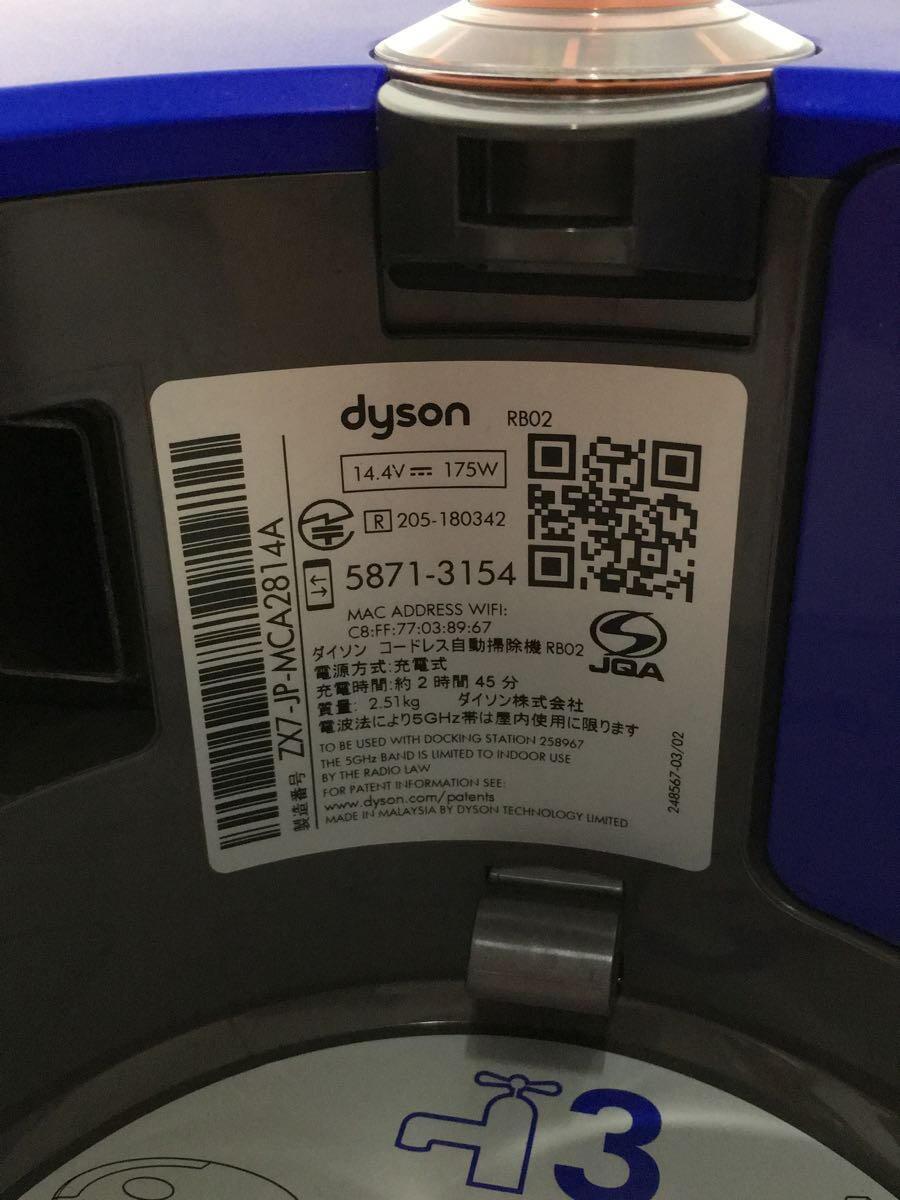 dyson RB02
14.4V ⎓ 175W
R 205-180342
5871-3154
MAC ADDRESS WIFI:
C8:FF:77:03:89:67
JQA
ダイソン コードレス自動掃除機 RB02
電源方式:充電式
充電時間:約 2 時間 45 分
質量: 2.51kg ダイソン株式会社
電波法により5GHz帯は屋内使用に限ります
TO BE USED WITH DOCKING STATION 258967
THE 5GHz BAND IS LIMITED TO INDOOR USE
BY THE RADIO LAW
FOR PATENT INFORMATION SEE:
www.dyson.com/patents
MADE IN MALAYSIA BY DYSON TECHNOLOGY LIMITED
製造番号 ZX7-JP-MCA2814A
248567-03/02
3